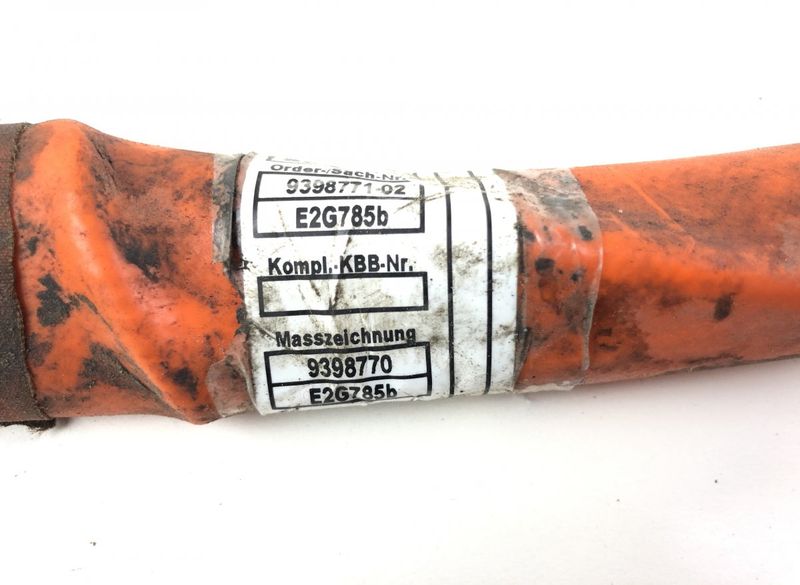 Order-/Sach-Nr.
9398771-02
E2G785b
Kompl.-KBB-Nr.
Masszeichnung
9398770
E2G785b